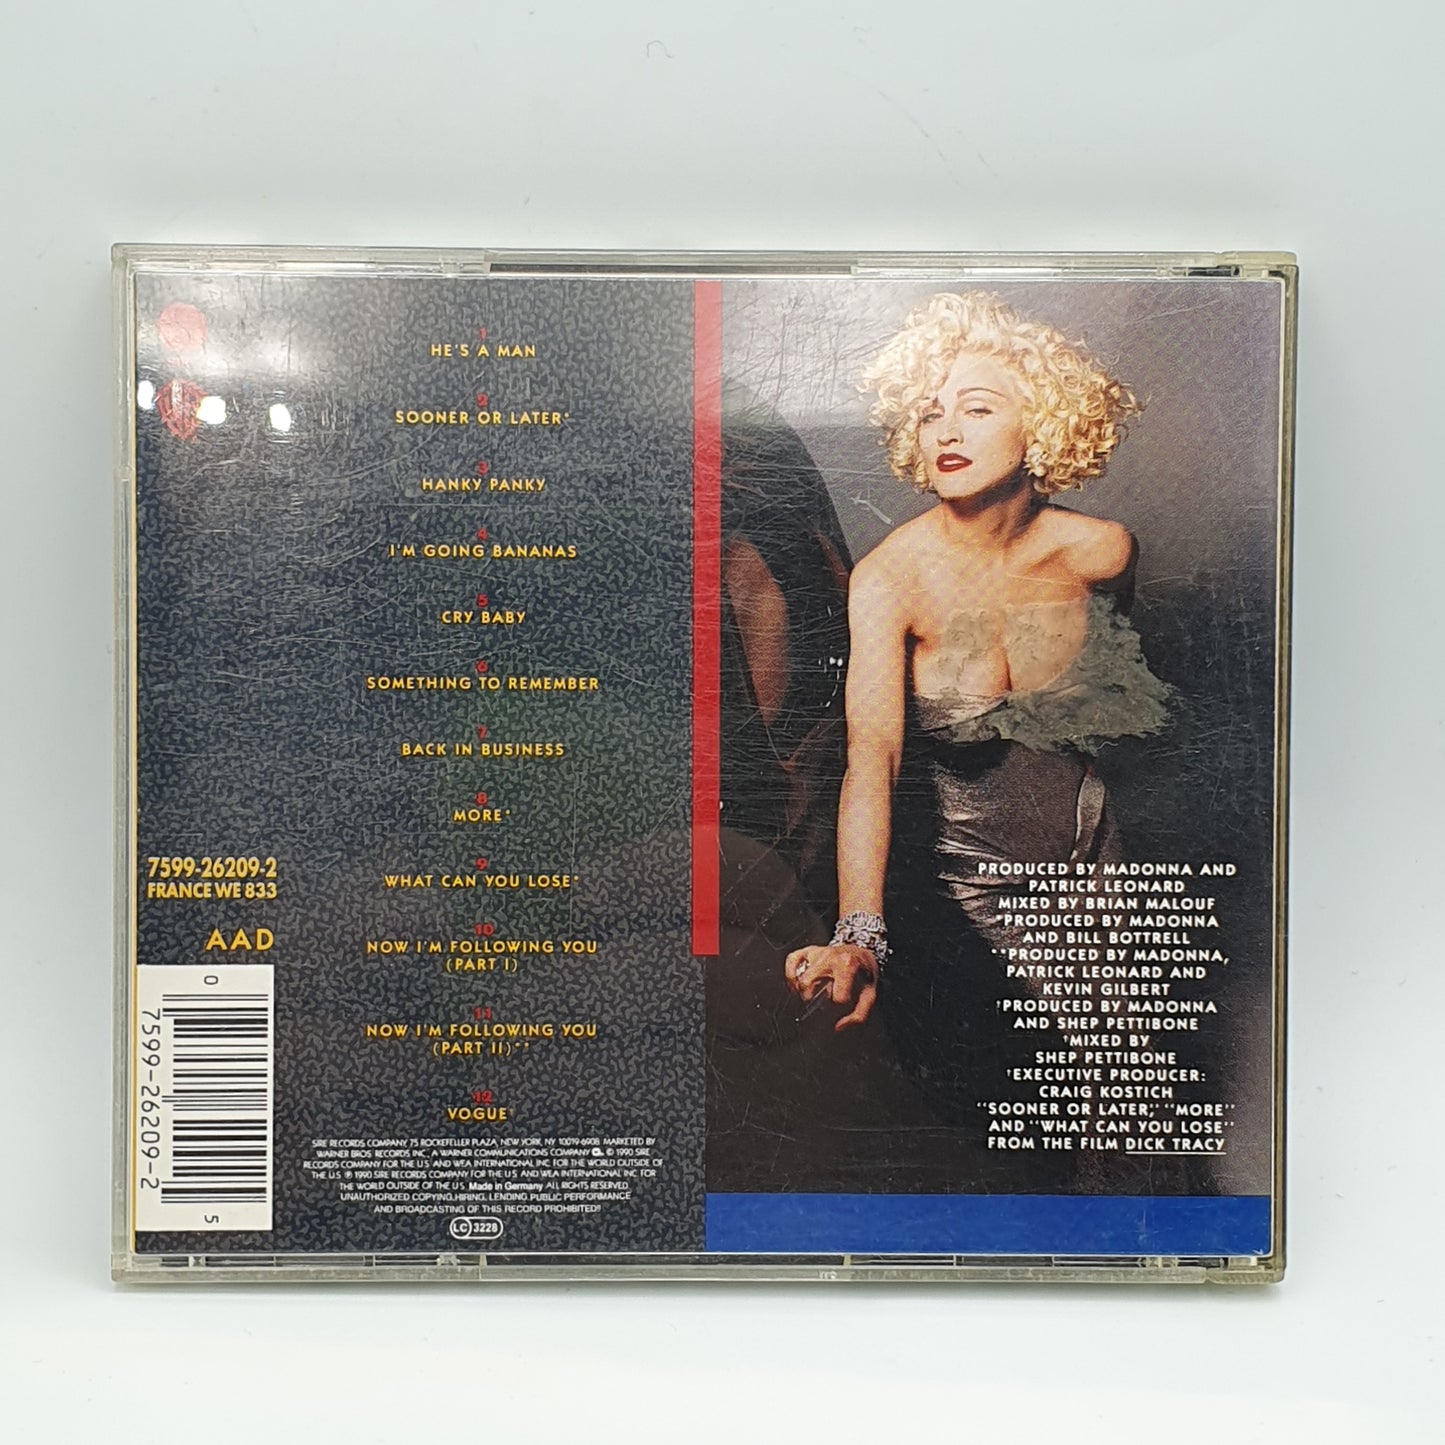 1
HE'S A MAN
2
SOONER OR LATER*
3
HANKY PANKY
4
I'M GOING BANANAS
5
CRY BABY
6
SOMETHING TO REMEMBER
7
BACK IN BUSINESS
8
MORE*
9
WHAT CAN YOU LOSE*
10
NOW I'M FOLLOWING YOU
(PART I)
11
NOW I'M FOLLOWING YOU
(PART II)**
12
VOGUE†
7599-26209-2
FRANCE WE 833
AAD
0
7599-26209-2
5
SIRE RECORDS COMPANY, 75 ROCKEFELLER PLAZA, NEW YORK, NY 10019-6908. MARKETED BY
WARNER BROS. RECORDS INC., A WARNER COMMUNICATIONS COMPANY © 1990 SIRE
RECORDS COMPANY FOR THE U.S. AND WEA INTERNATIONAL INC. FOR THE WORLD OUTSIDE OF
THE U.S. ℗ 1990 SIRE RECORDS COMPANY FOR THE U.S. AND WEA INTERNATIONAL INC. FOR
THE WORLD OUTSIDE OF THE U.S. Made in Germany ALL RIGHTS RESERVED.
UNAUTHORIZED COPYING, HIRING, LENDING, PUBLIC PERFORMANCE
AND BROADCASTING OF THIS RECORD PROHIBITED!!
LC 3228
PRODUCED BY MADONNA AND
PATRICK LEONARD
MIXED BY BRIAN MALOUF
*PRODUCED BY MADONNA
AND BILL BOTTRELL
**PRODUCED BY MADONNA,
PATRICK LEONARD AND
KEVIN GILBERT
†PRODUCED BY MADONNA
AND SHEP PETTIBONE
†MIXED BY
SHEP PETTIBONE
†EXECUTIVE PRODUCER:
CRAIG KOSTICH
"SOONER OR LATER," "MORE"
AND "WHAT CAN YOU LOSE"
FROM THE FILM DICK TRACY